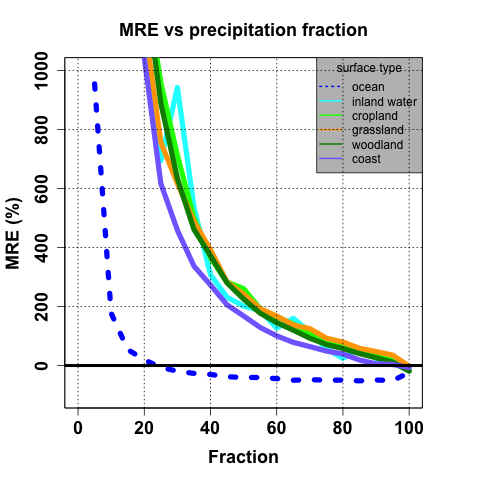 MRE vs precipitation fraction
surface type
ocean
inland water
cropland
grassland
woodland
coast
MRE (%)
1000
800
600
400
200
0
0 20 40 60 80 100
Fraction